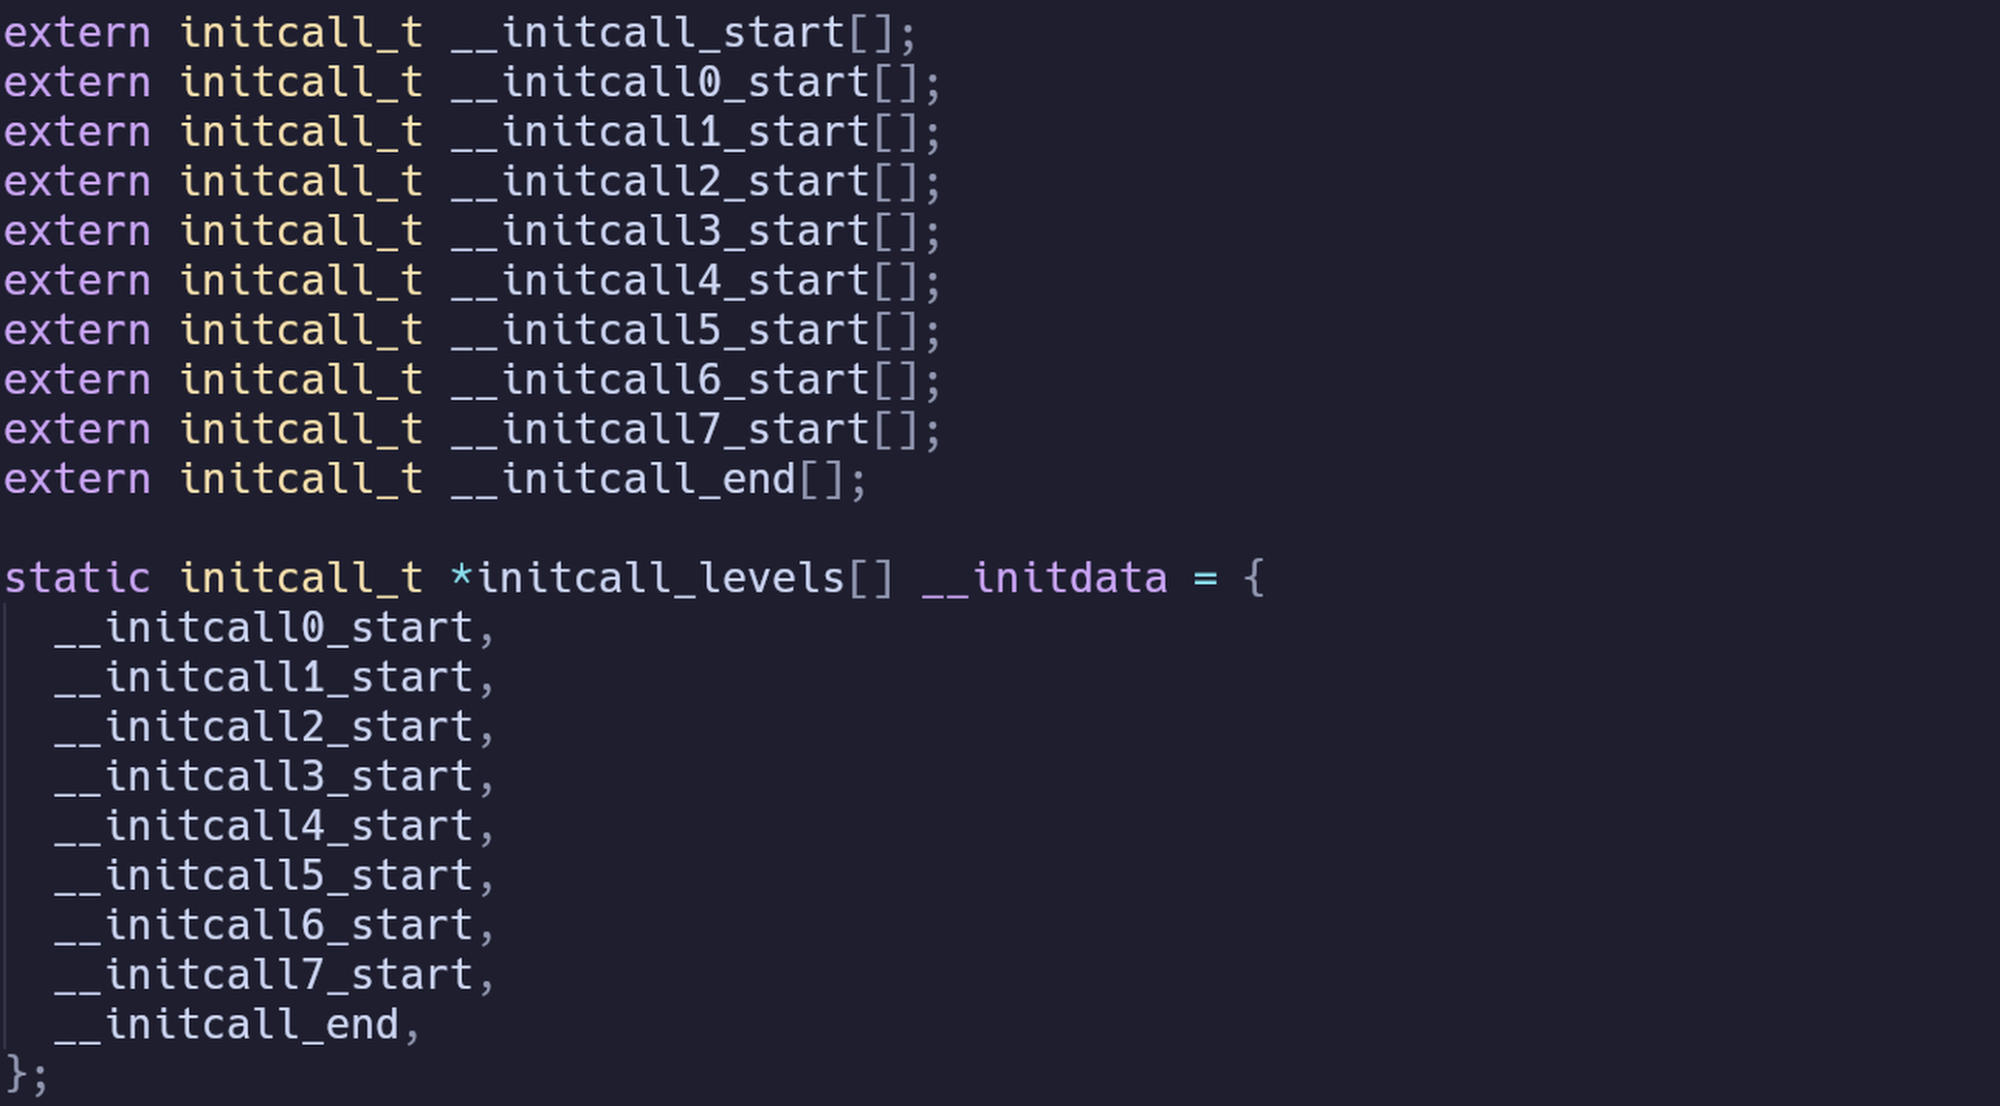 extern initcall_t __initcall_start[];
extern initcall_t __initcall0_start[];
extern initcall_t __initcall1_start[];
extern initcall_t __initcall2_start[];
extern initcall_t __initcall3_start[];
extern initcall_t __initcall4_start[];
extern initcall_t __initcall5_start[];
extern initcall_t __initcall6_start[];
extern initcall_t __initcall7_start[];
extern initcall_t __initcall_end[];

static initcall_t *initcall_levels[] __initdata = {
  __initcall0_start,
  __initcall1_start,
  __initcall2_start,
  __initcall3_start,
  __initcall4_start,
  __initcall5_start,
  __initcall6_start,
  __initcall7_start,
  __initcall_end,
};